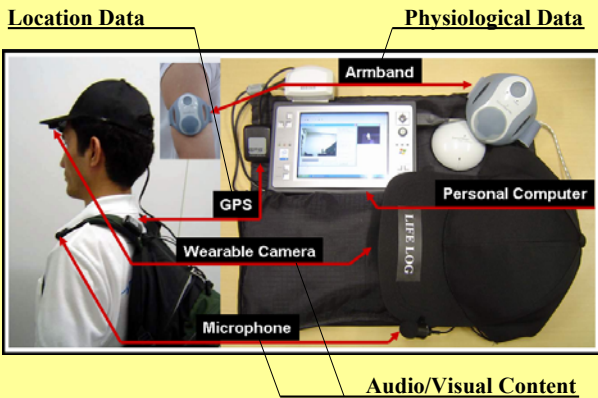 Location Data
Physiological Data
Armband
Personal Computer
GPS
LIFE LOG
Wearable Camera
Microphone
Audio/Visual Content